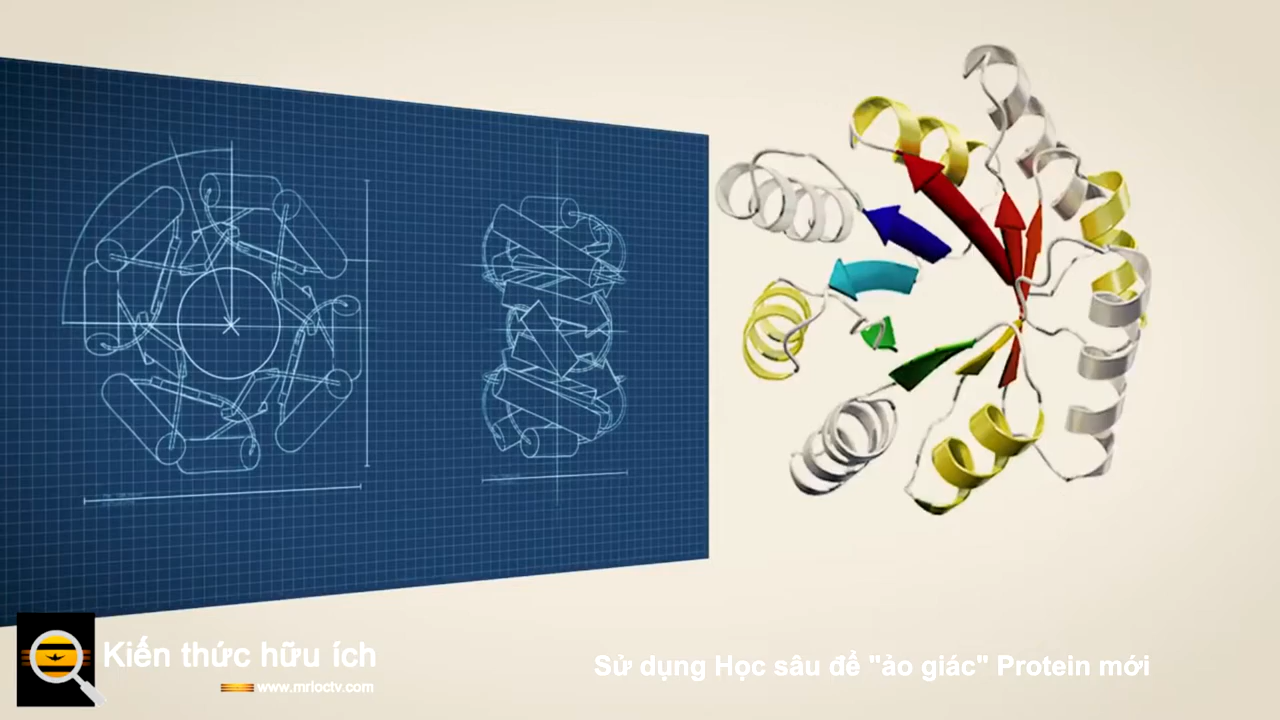 Kiến thức hữu ích
www.mrloctv.com
Sử dụng Học sâu để "ảo giác" Protein mới